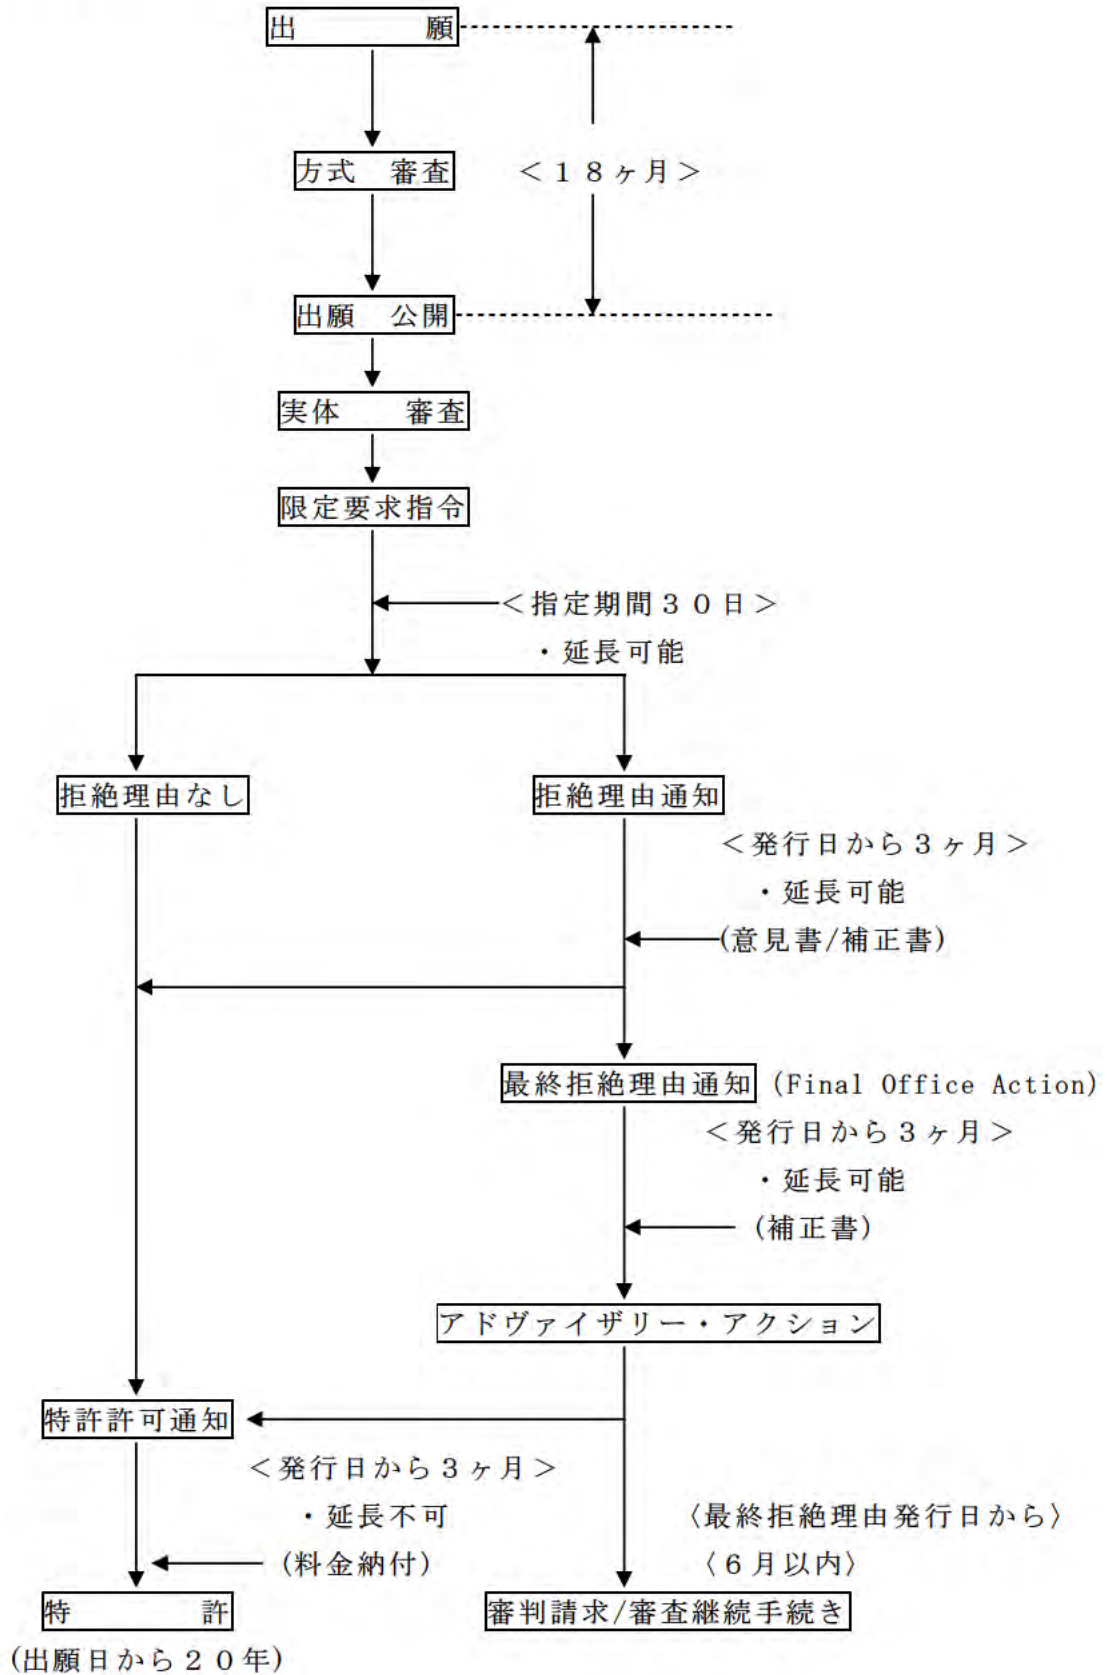 出　　　　願
方式　審査
＜１８ヶ月＞
出願　公開
実体　　審査
限定要求指令
＜指定期間３０日＞
・延長可能
拒絶理由なし
拒絶理由通知
＜発行日から３ヶ月＞
・延長可能
(意見書/補正書)
最終拒絶理由通知 (Final Office Action)
＜発行日から３ヶ月＞
・延長可能
(補正書)
アドヴァイザリー・アクション
特許許可通知
＜発行日から３ヶ月＞
・延長不可
(料金納付)
〈最終拒絶理由発行日から〉
〈６月以内〉
特　　　　許
審判請求/審査継続手続き
(出願日から２０年)